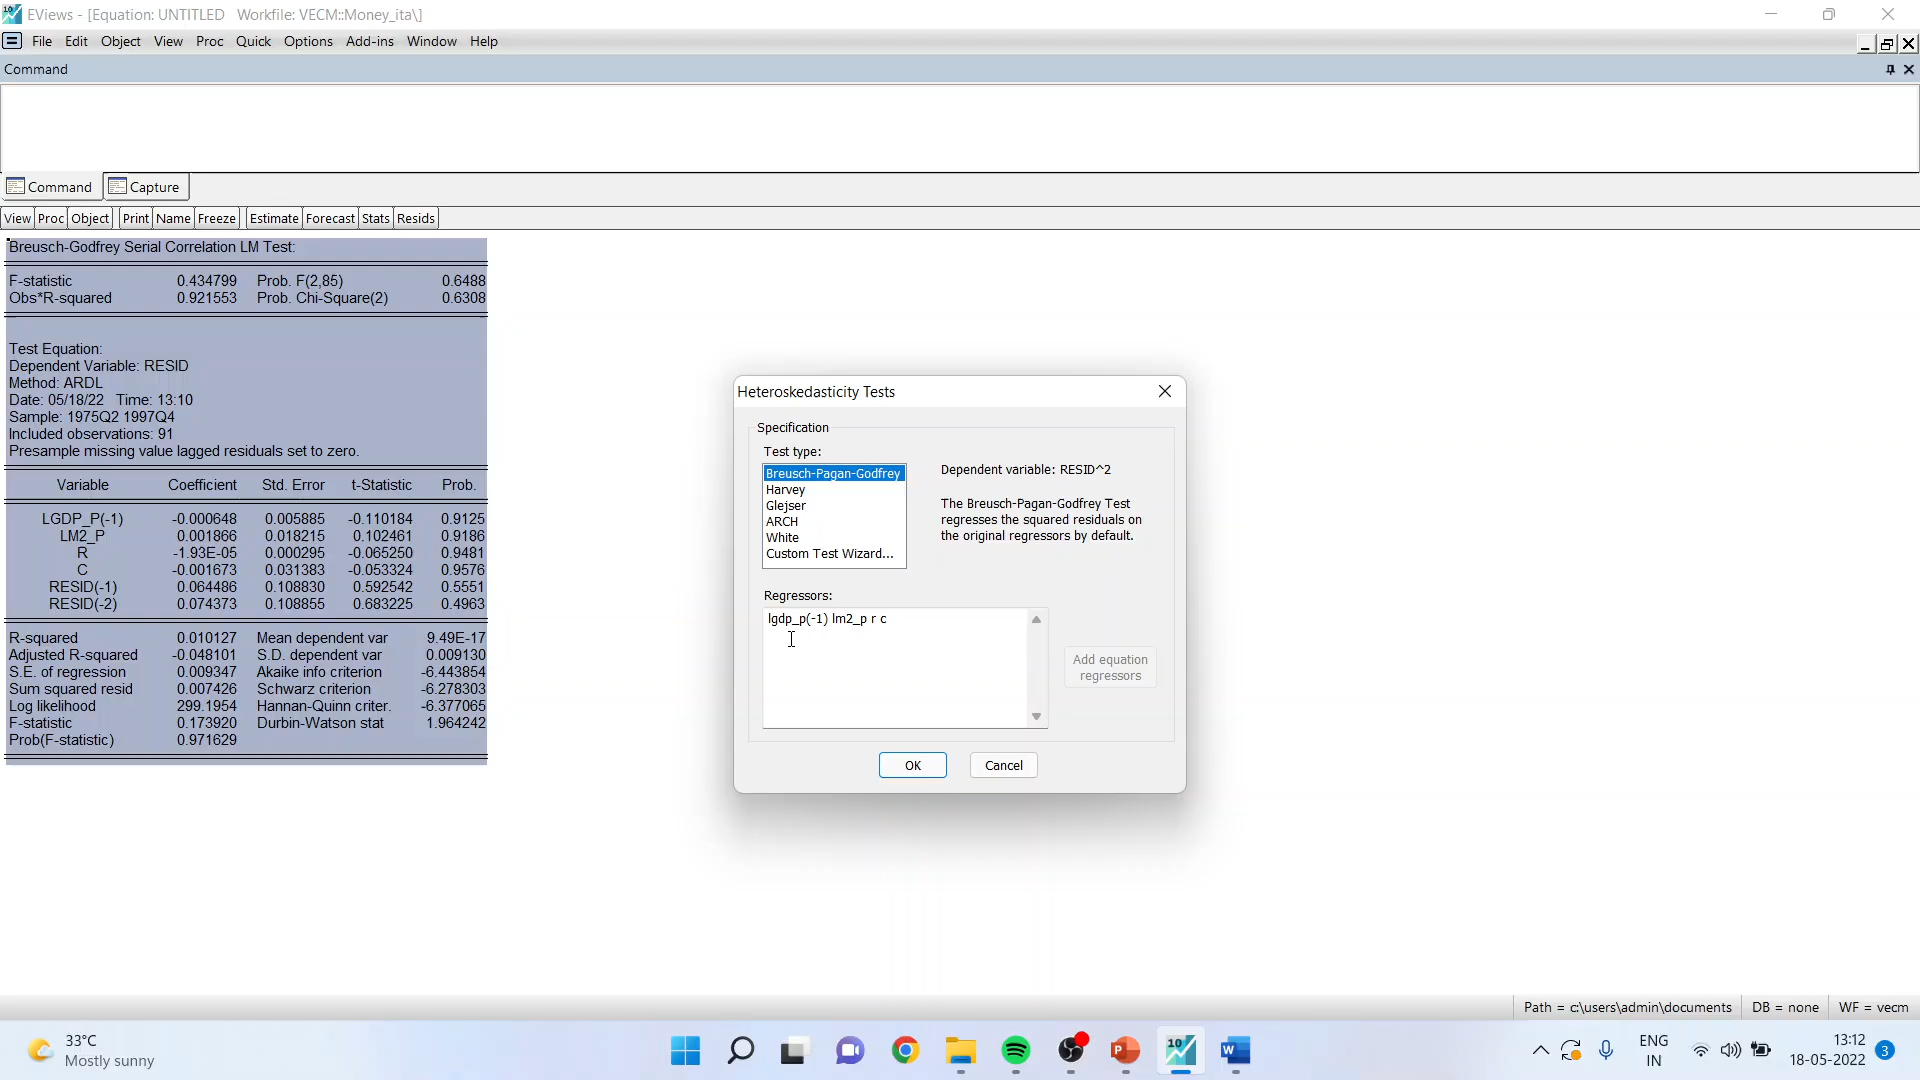 EViews - [Equation: UNTITLED   Workfile: VECM::Money_ita\]
File Edit Object View Proc Quick Options Add-ins Window Help
Command
Command Capture
View Proc Object Print Name Freeze Estimate Forecast Stats Resids
Breusch-Godfrey Serial Correlation LM Test:
F-statistic 0.434799 Prob. F(2,85) 0.6488
Obs*R-squared 0.921553 Prob. Chi-Square(2) 0.6308
Test Equation:
Dependent Variable: RESID
Method: ARDL
Date: 05/18/22 Time: 13:10
Sample: 1975Q2 1997Q4
Included observations: 91
Presample missing value lagged residuals set to zero.
Variable Coefficient Std. Error t-Statistic Prob.
LGDP_P(-1) -0.000648 0.005885 -0.110184 0.9125
LM2_P 0.001866 0.018215 0.102461 0.9186
R -1.93E-05 0.000295 -0.065250 0.9481
C -0.001673 0.031383 -0.053324 0.9576
RESID(-1) 0.064486 0.108830 0.592542 0.5551
RESID(-2) 0.074373 0.108855 0.683225 0.4963
R-squared 0.010127 Mean dependent var 9.49E-17
Adjusted R-squared -0.048101 S.D. dependent var 0.009130
S.E. of regression 0.009347 Akaike info criterion -6.443854
Sum squared resid 0.007426 Schwarz criterion -6.278303
Log likelihood 299.1954 Hannan-Quinn criter. -6.377065
F-statistic 0.173920 Durbin-Watson stat 1.964242
Prob(F-statistic) 0.971629
Heteroskedasticity Tests
Specification
Test type:
Breusch-Pagan-Godfrey
Harvey
Glejser
ARCH
White
Custom Test Wizard...
Dependent variable: RESID^2
The Breusch-Pagan-Godfrey Test
regresses the squared residuals on
the original regressors by default.
Regressors:
lgdp_p(-1) lm2_p r c
Add equation
regressors
OK Cancel
Path = c:\users\admin\documents DB = none WF = vecm
33°C
Mostly sunny
10
W
ENG
IN
13:12
18-05-2022
3